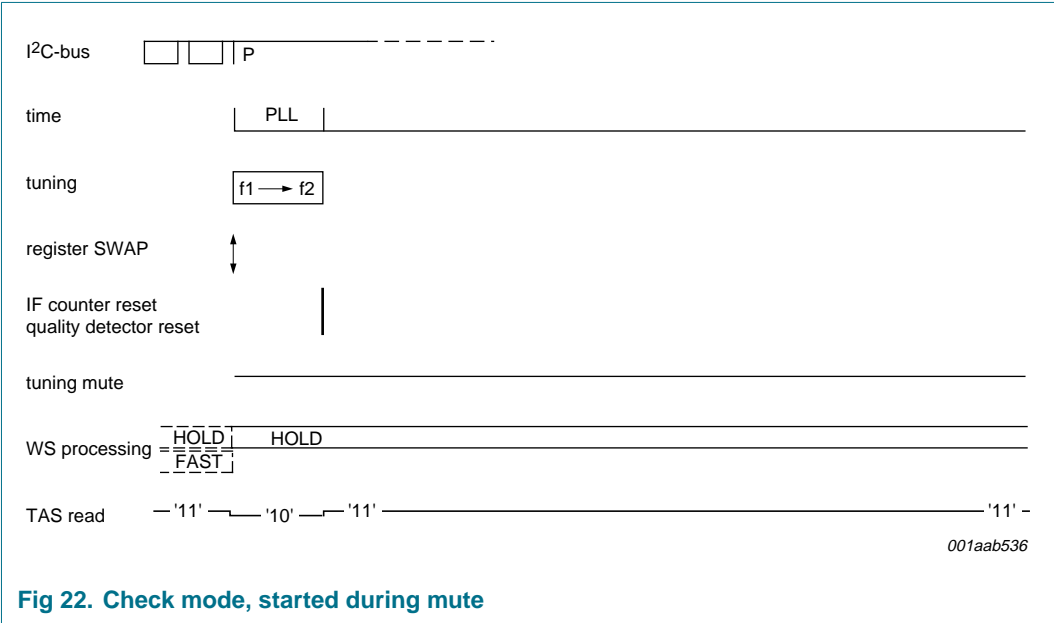 I2C-bus
P
time
PLL
tuning
f1 f2
register SWAP
IF counter reset
quality detector reset
tuning mute
WS processing
HOLD HOLD
FAST
TAS read
'11' '10' '11' '11'
001aab536
Fig 22. Check mode, started during mute